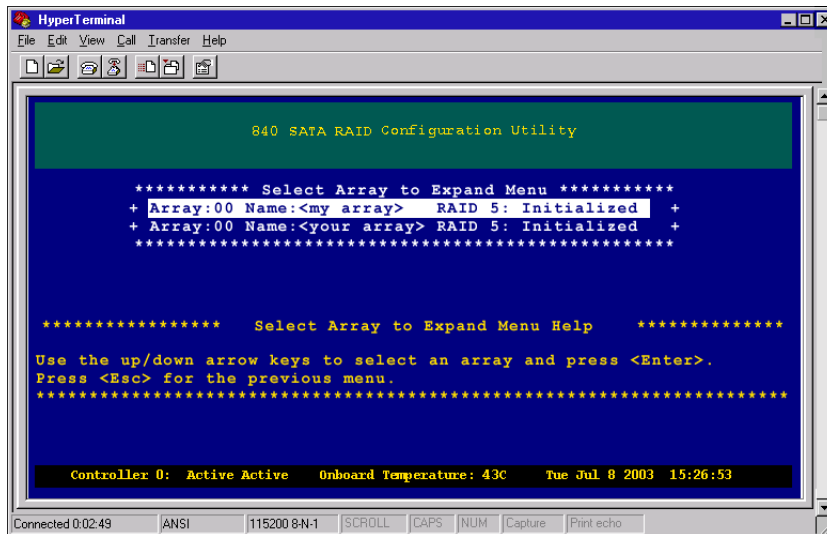 HyperTerminal
File Edit View Call Transfer Help
840 SATA RAID Configuration Utility
*********** Select Array to Expand Menu ***********
+ Array:00 Name:<my array> RAID 5: Initialized +
+ Array:00 Name:<your array> RAID 5: Initialized +
***************************************************
***************** Select Array to Expand Menu Help **************
Use the up/down arrow keys to select an array and press <Enter>.
Press <Esc> for the previous menu.
***********************************************************************
Controller 0: Active Active Onboard Temperature: 43C Tue Jul 8 2003 15:26:53
Connected 0:02:49 ANSI 115200 8-N-1 SCROLL CAPS NUM Capture Print echo